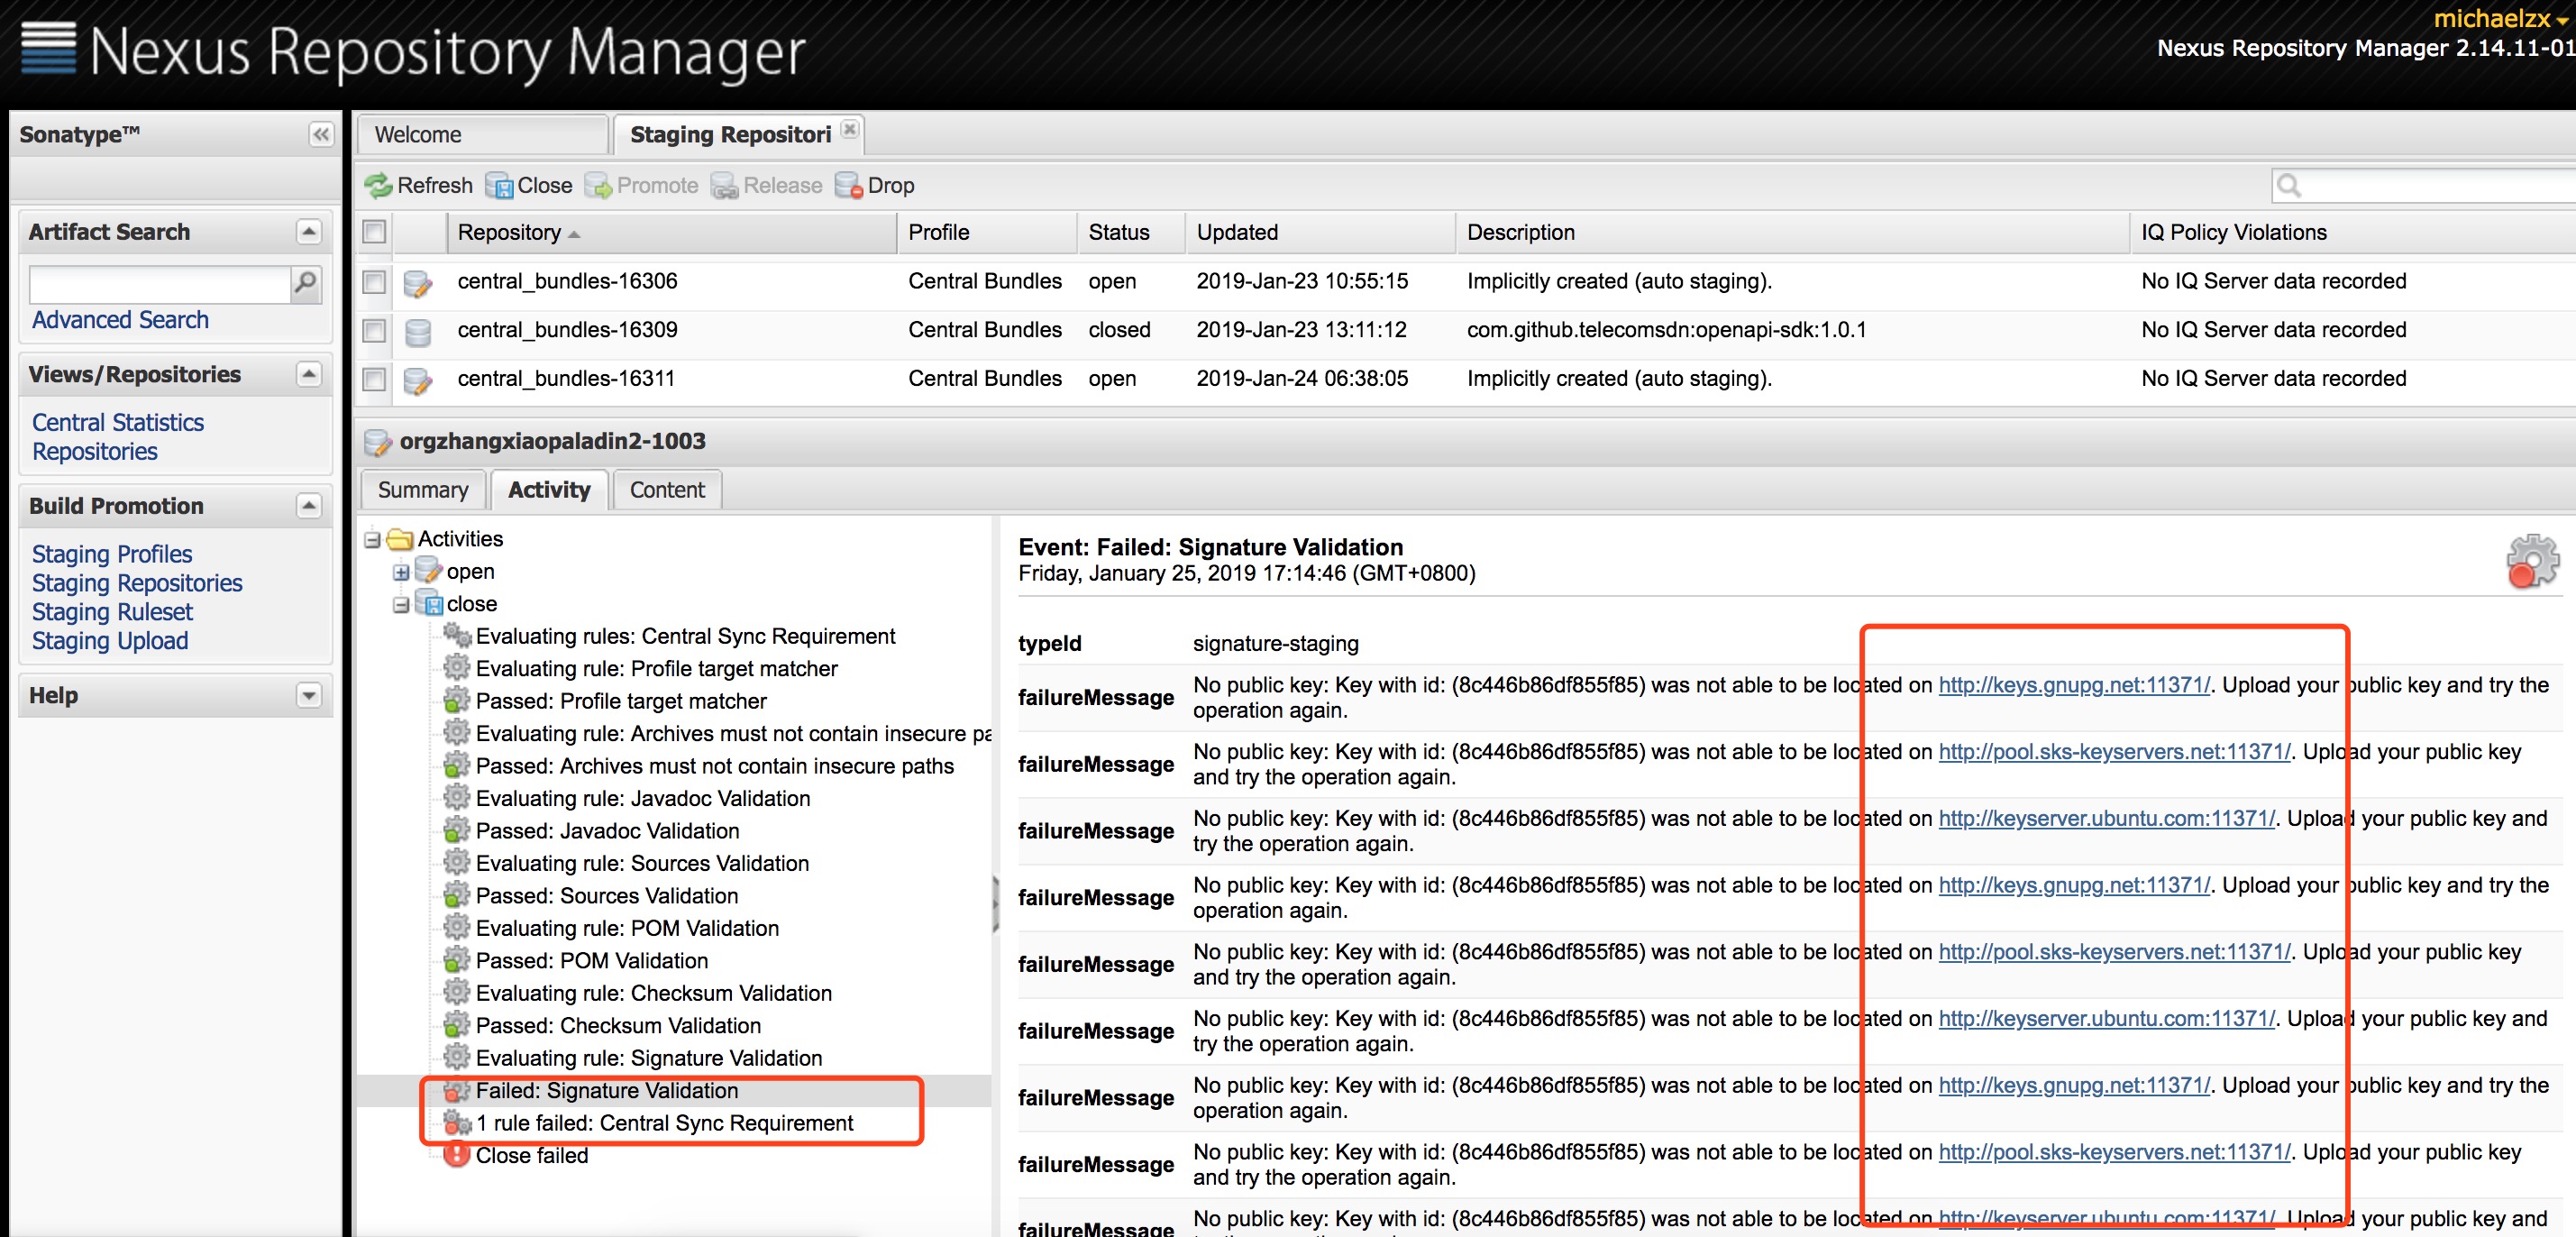 Nexus Repository Manager
michaelzx
Nexus Repository Manager 2.14.11-01
Sonatype™
Welcome
Staging Repositori
Refresh Close Promote Release Drop
Artifact Search
Advanced Search
Views/Repositories
Central Statistics
Repositories
Build Promotion
Staging Profiles
Staging Repositories
Staging Ruleset
Staging Upload
Help
Repository Profile Status Updated Description IQ Policy Violations
central_bundles-16306 Central Bundles open 2019-Jan-23 10:55:15 Implicitly created (auto staging). No IQ Server data recorded
central_bundles-16309 Central Bundles closed 2019-Jan-23 13:11:12 com.github.telecomsdn:openapi-sdk:1.0.1 No IQ Server data recorded
central_bundles-16311 Central Bundles open 2019-Jan-24 06:38:05 Implicitly created (auto staging). No IQ Server data recorded
orgzhangxiaopaladin2-1003
Summary Activity Content
Activities
open
close
Evaluating rules: Central Sync Requirement
Evaluating rule: Profile target matcher
Passed: Profile target matcher
Evaluating rule: Archives must not contain insecure pa
Passed: Archives must not contain insecure paths
Evaluating rule: Javadoc Validation
Passed: Javadoc Validation
Evaluating rule: Sources Validation
Passed: Sources Validation
Evaluating rule: POM Validation
Passed: POM Validation
Evaluating rule: Checksum Validation
Passed: Checksum Validation
Evaluating rule: Signature Validation
Failed: Signature Validation
1 rule failed: Central Sync Requirement
Close failed
Event: Failed: Signature Validation
Friday, January 25, 2019 17:14:46 (GMT+0800)
typeId signature-staging
failureMessage No public key: Key with id: (8c446b86df855f85) was not able to be located on http://keys.gnupg.net:11371/. Upload your public key and try the
operation again.
failureMessage No public key: Key with id: (8c446b86df855f85) was not able to be located on http://pool.sks-keyservers.net:11371/. Upload your public key
and try the operation again.
failureMessage No public key: Key with id: (8c446b86df855f85) was not able to be located on http://keyserver.ubuntu.com:11371/. Upload your public key and
try the operation again.
failureMessage No public key: Key with id: (8c446b86df855f85) was not able to be located on http://keys.gnupg.net:11371/. Upload your public key and try the
operation again.
failureMessage No public key: Key with id: (8c446b86df855f85) was not able to be located on http://pool.sks-keyservers.net:11371/. Upload your public key
and try the operation again.
failureMessage No public key: Key with id: (8c446b86df855f85) was not able to be located on http://keyserver.ubuntu.com:11371/. Upload your public key and
try the operation again.
failureMessage No public key: Key with id: (8c446b86df855f85) was not able to be located on http://keys.gnupg.net:11371/. Upload your public key and try the
operation again.
failureMessage No public key: Key with id: (8c446b86df855f85) was not able to be located on http://pool.sks-keyservers.net:11371/. Upload your public key
and try the operation again.
failureMessage No public key: Key with id: (8c446b86df855f85) was not able to be located on http://keyserver.ubuntu.com:11371/. Upload your public key and